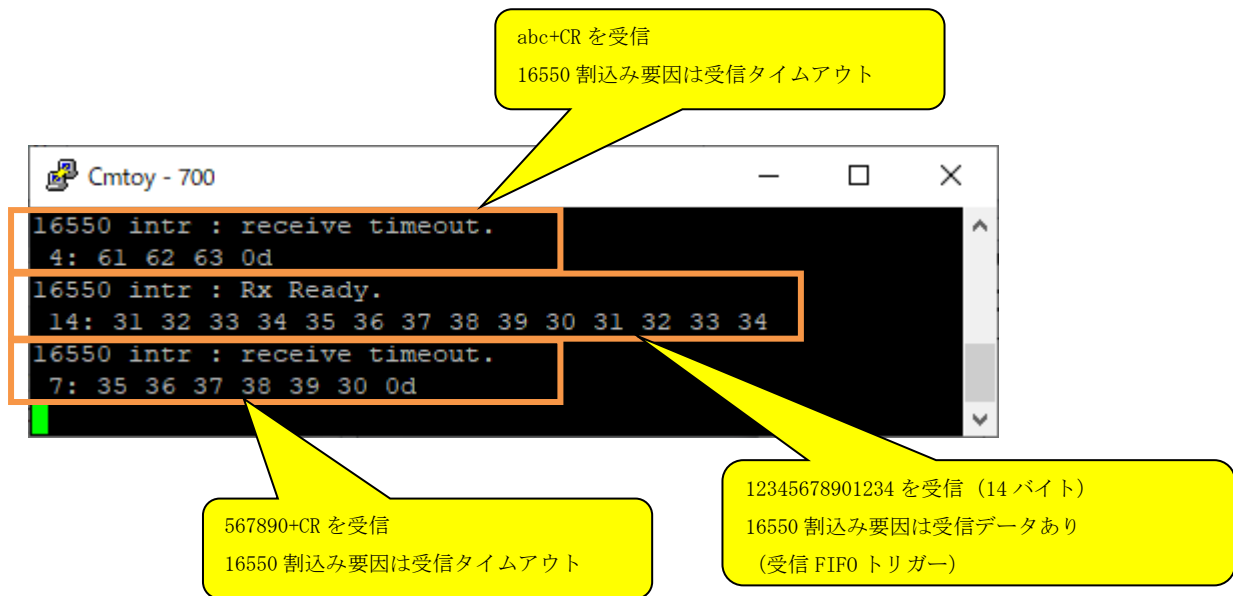 abc+CR を受信
16550 割込み要因は受信タイムアウト
Cmtoy - 700
16550 intr : receive timeout.
4: 61 62 63 0d
16550 intr : Rx Ready.
14: 31 32 33 34 35 36 37 38 39 30 31 32 33 34
16550 intr : receive timeout.
7: 35 36 37 38 39 30 0d
567890+CR を受信
16550 割込み要因は受信タイムアウト
12345678901234 を受信（14 バイト）
16550 割込み要因は受信データあり
（受信 FIFO トリガー）